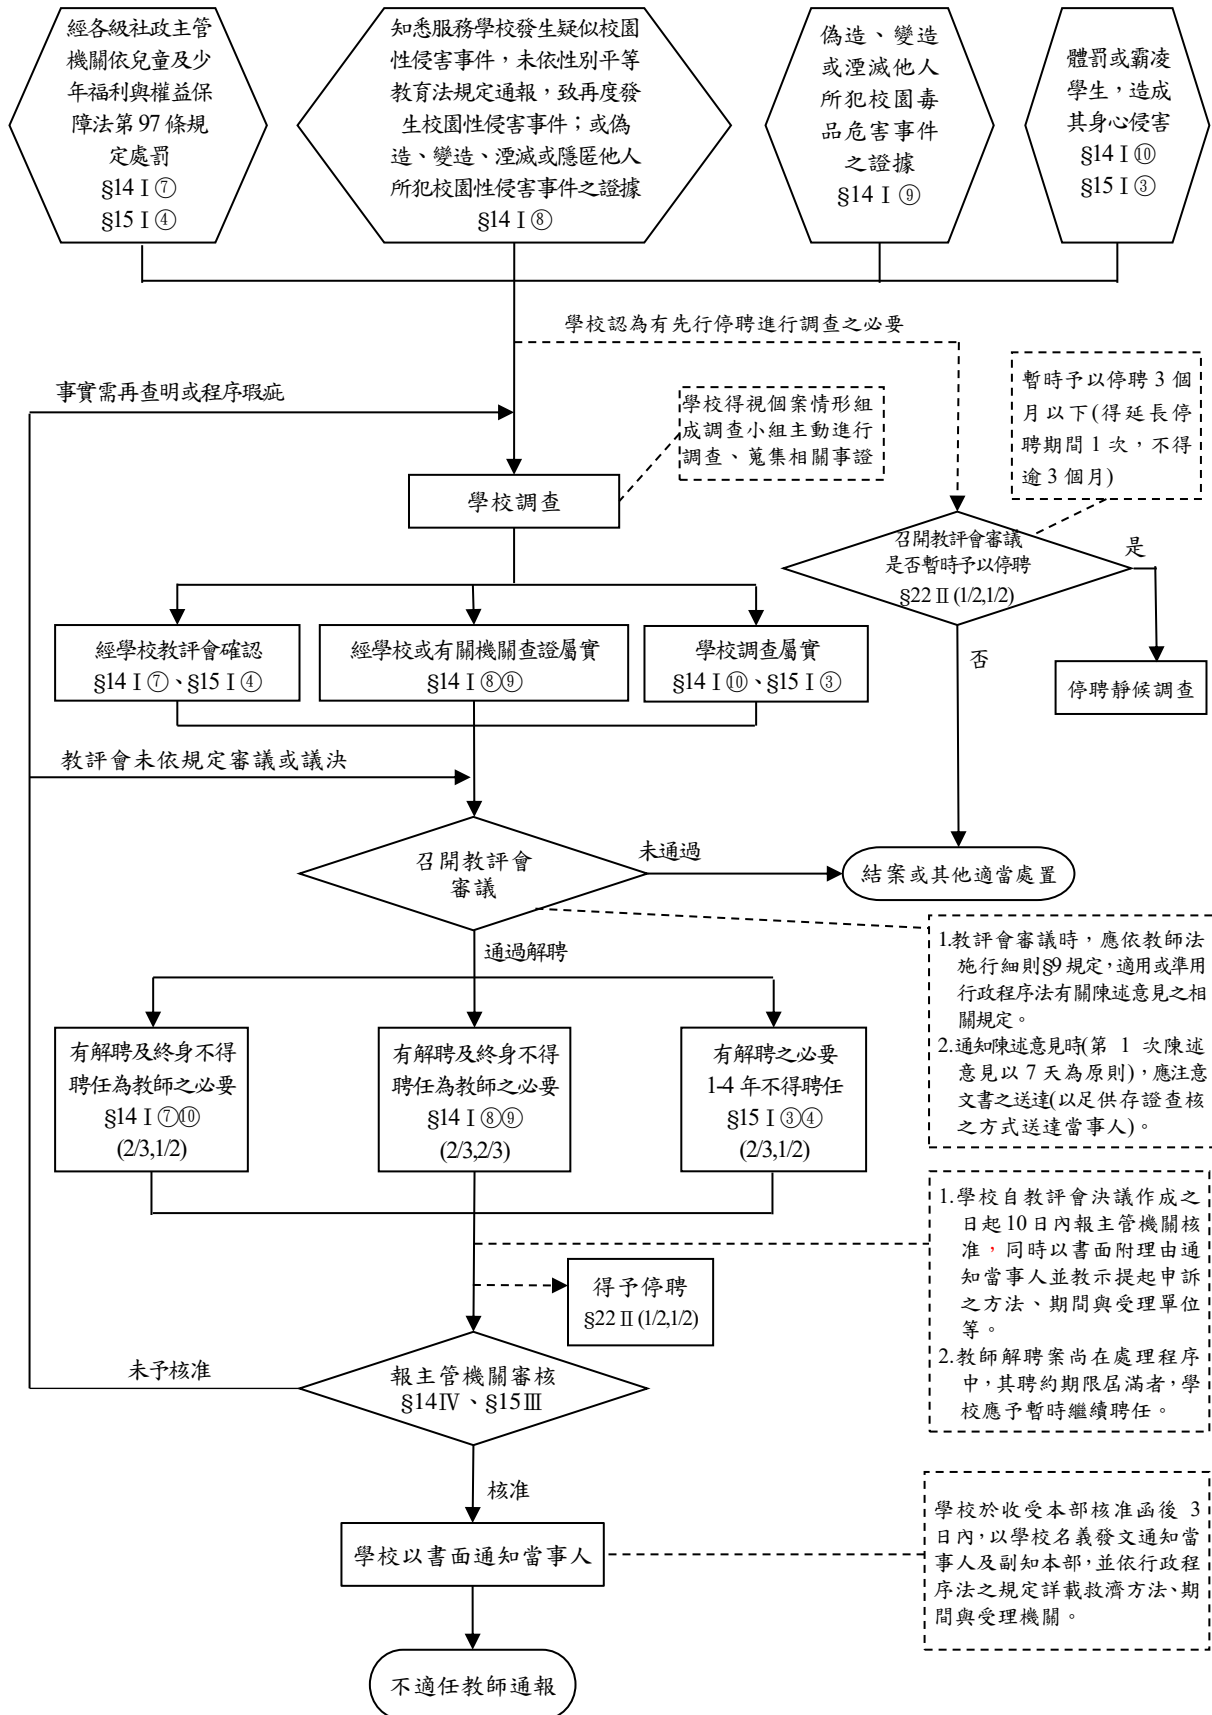 經各級社政主管
機關依兒童及少
年福利與權益保
障法第 97 條規
定處罰
§14 I ⑦
§15 I ④
知悉服務學校發生疑似校園
性侵害事件，未依性別平等
教育法規定通報，致再度發
生校園性侵害事件；或偽
造、變造、湮滅或隱匿他人
所犯校園性侵害事件之證據
§14 I ⑧
偽造、變造
或湮滅他人
所犯校園毒
品危害事件
之證據
§14 I ⑨
體罰或霸凌
學生，造成
其身心侵害
§14 I ⑩
§15 I ③
學校認為有先行停聘進行調查之必要
事實需再查明或程序瑕疵
學校得視個案情形組
成調查小組主動進行
調查、蒐集相關事證
暫時予以停聘 3 個
月以下(得延長停
聘期間 1 次，不得
逾 3 個月)
學校調查
召開教評會審議
是否暫時予以停聘
§22 II (1/2,1/2)
是
否
停聘靜候調查
經學校教評會確認
§14 I ⑦、§15 I ④
經學校或有關機關查證屬實
§14 I ⑧⑨
學校調查屬實
§14 I ⑩、§15 I ③
教評會未依規定審議或議決
召開教評會
審議
未通過
結案或其他適當處置
通過解聘
1.教評會審議時，應依教師法
施行細則§9 規定，適用或準用
行政程序法有關陳述意見之相
關規定。
2.通知陳述意見時(第 1 次陳述
意見以 7 天為原則)，應注意
文書之送達(以足供存證查核
之方式送達當事人)。
有解聘及終身不得
聘任為教師之必要
§14 I ⑦⑩
(2/3,1/2)
有解聘及終身不得
聘任為教師之必要
§14 I ⑧⑨
(2/3,2/3)
有解聘之必要
1-4 年不得聘任
§15 I ③④
(2/3,1/2)
1.學校自教評會決議作成之
日起 10 日內報主管機關核
准，同時以書面附理由通
知當事人並教示提起申訴
之方法、期間與受理單位
等。
2.教師解聘案尚在處理程序
中，其聘約期限屆滿者，學
校應予暫時繼續聘任。
得予停聘
§22 II (1/2,1/2)
未予核准
報主管機關審核
§14IV、§15III
核准
學校以書面通知當事人
學校於收受本部核准函後 3
日內，以學校名義發文通知當
事人及副知本部，並依行政程
序法之規定詳載救濟方法、期
間與受理機關。
不適任教師通報